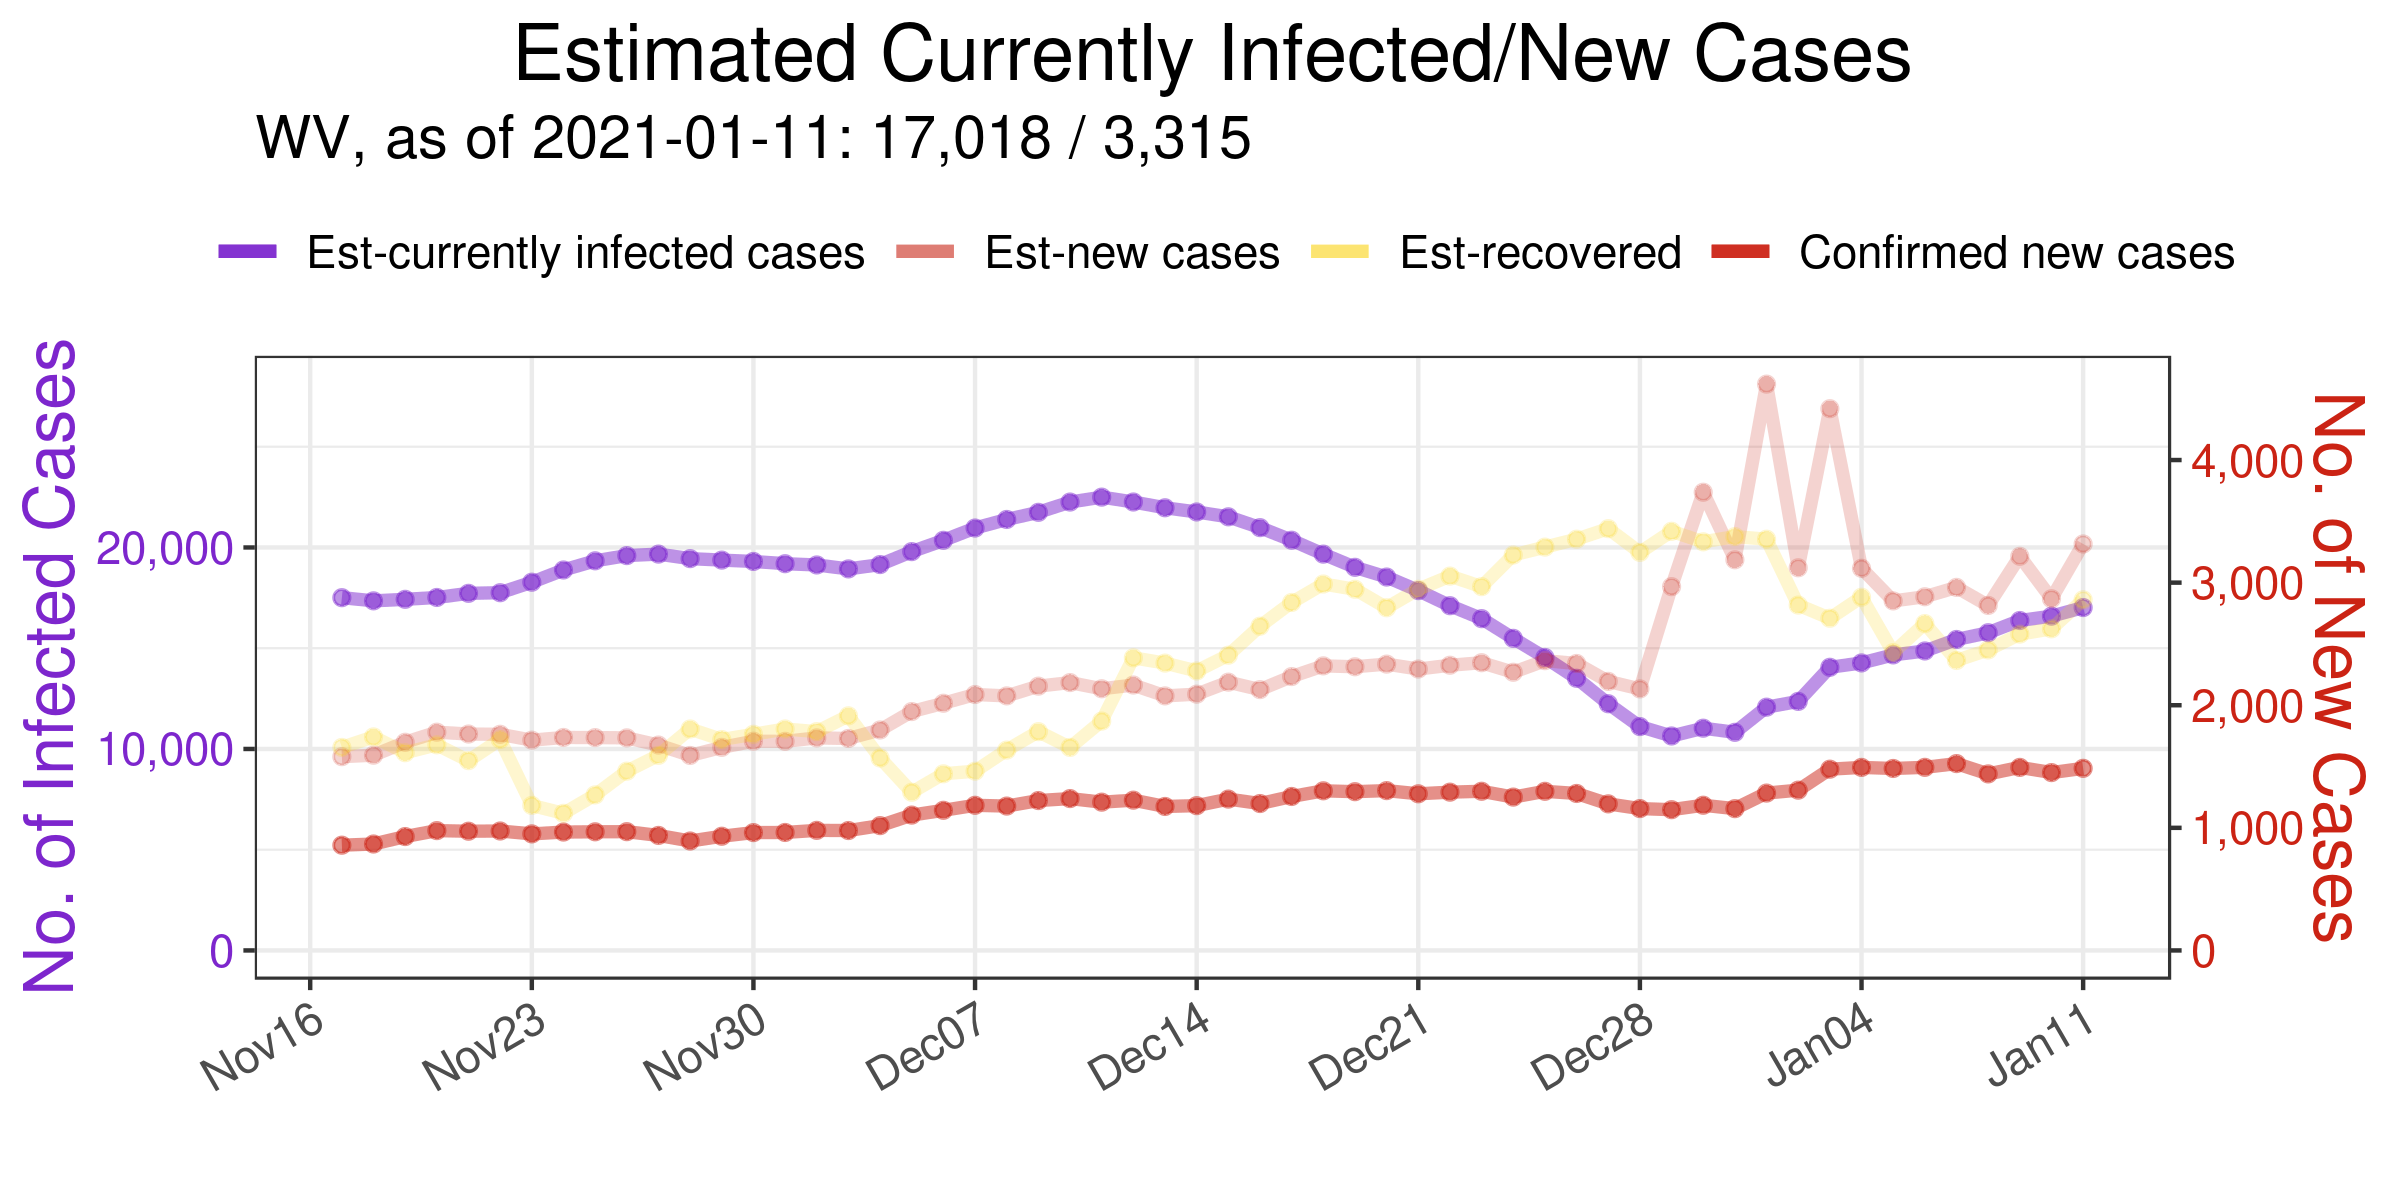 Estimated Currently Infected/New Cases
WV, as of 2021-01-11: 17,018 / 3,315
Est-currently infected cases Est-new cases Est-recovered Confirmed new cases
No. of Infected Cases
20,000
10,000
0
4,000
3,000
2,000
1,000
0
No. of New Cases
Nov16 Nov23 Nov30 Dec07 Dec14 Dec21 Dec28 Jan04 Jan11